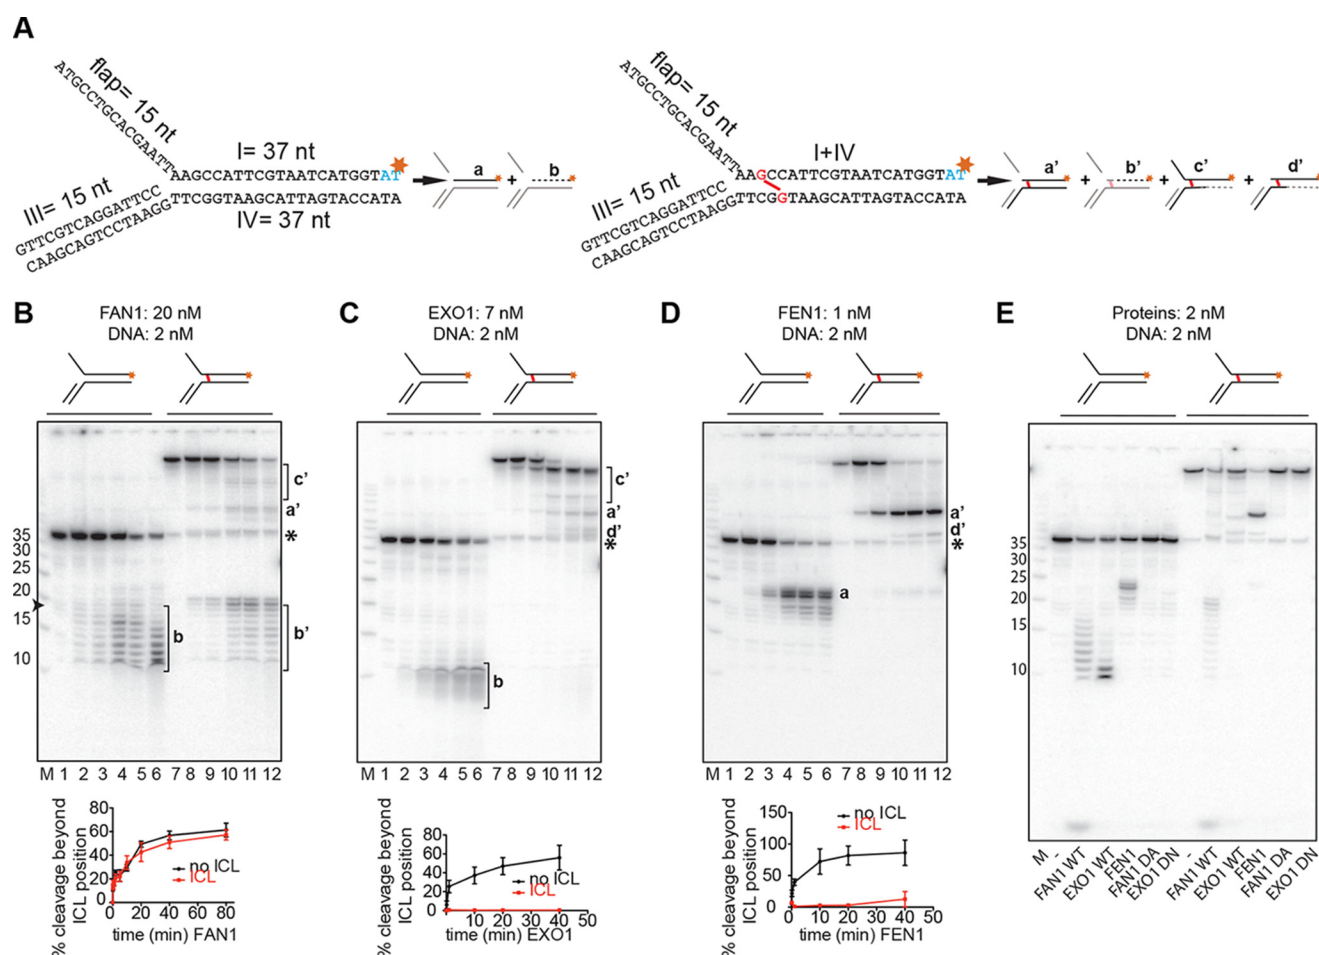 A
flap= 15 nt
ATGCCTGCACGAATT
I= 37 nt
AAGCCATTCGTAATCATGGTAT
a + b
III= 15 nt
GTTCGTCAGGATTCC
CAAGCAGTCCTAAGG
TTCGGTAAGCATTAGTACCATA
IV= 37 nt
flap= 15 nt
ATGCCTGCACGAATT
I+IV
AAGCCATTCGTAATCATGGTAT
a' + b' + c' + d'
III= 15 nt
GTTCGTCAGGATTCC
CAAGCAGTCCTAAGG
TTCGGTAAGCATTAGTACCATA
B
FAN1: 20 nM
DNA: 2 nM
c'
a'
*
35
30
25
20
15
10
b
b'
M 1 2 3 4 5 6 7 8 9 10 11 12
% cleavage beyond
ICL position
80
60
40
20
0
no ICL
ICL
0 20 40 60 80
time (min) FAN1
C
EXO1: 7 nM
DNA: 2 nM
c'
a'
d'
*
b
M 1 2 3 4 5 6 7 8 9 10 11 12
% cleavage beyond
ICL position
80
60
40
20
0
no ICL
ICL
0 10 20 30 40 50
time (min) EXO1
D
FEN1: 1 nM
DNA: 2 nM
a'
d'
*
a
M 1 2 3 4 5 6 7 8 9 10 11 12
% cleavage beyond
ICL position
150
100
50
0
no ICL
ICL
0 10 20 30 40 50
time (min) FEN1
E
Proteins: 2 nM
DNA: 2 nM
35
30
25
20
15
10
M - FAN1 WT EXO1 WT FEN1 FAN1 DA EXO1 DN - FAN1 WT EXO1 WT FEN1 FAN1 DA EXO1 DN